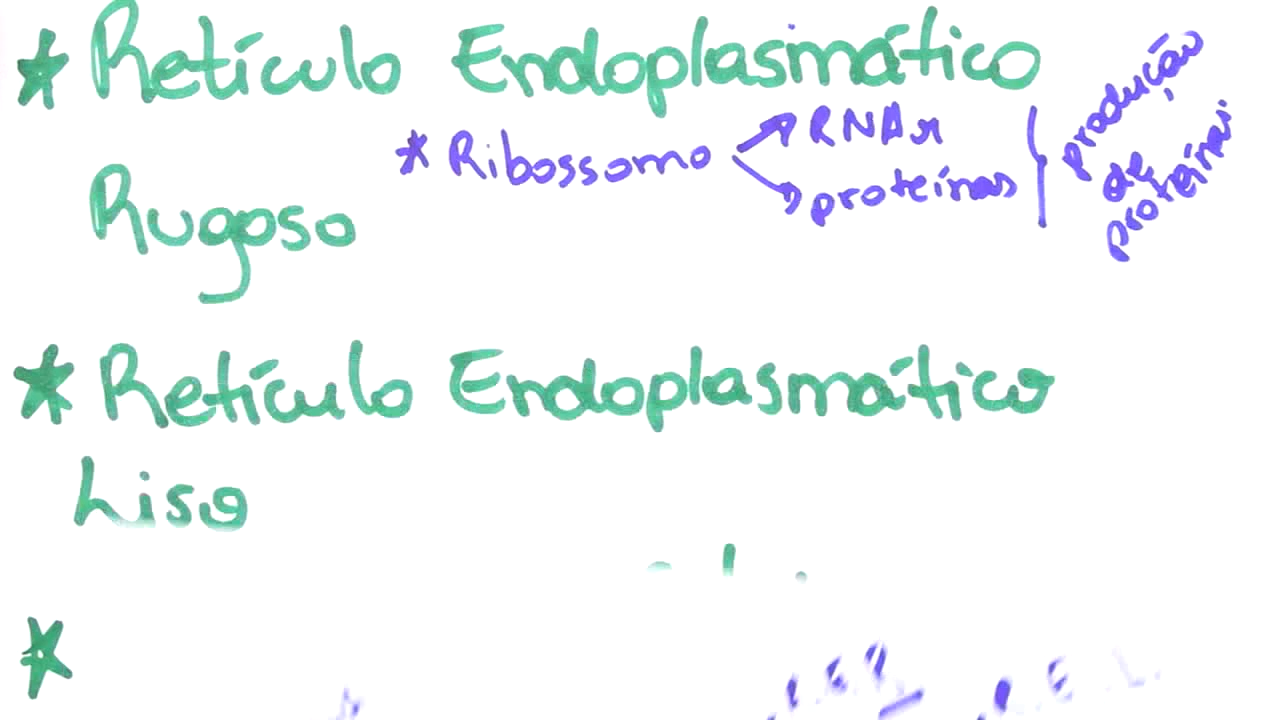 * Retículo Endoplasmático
Rugoso
* Ribossomo
RNAr
proteínas
produção
de
proteínas
* Retículo Endoplasmático
Liso
*
R.E.L.